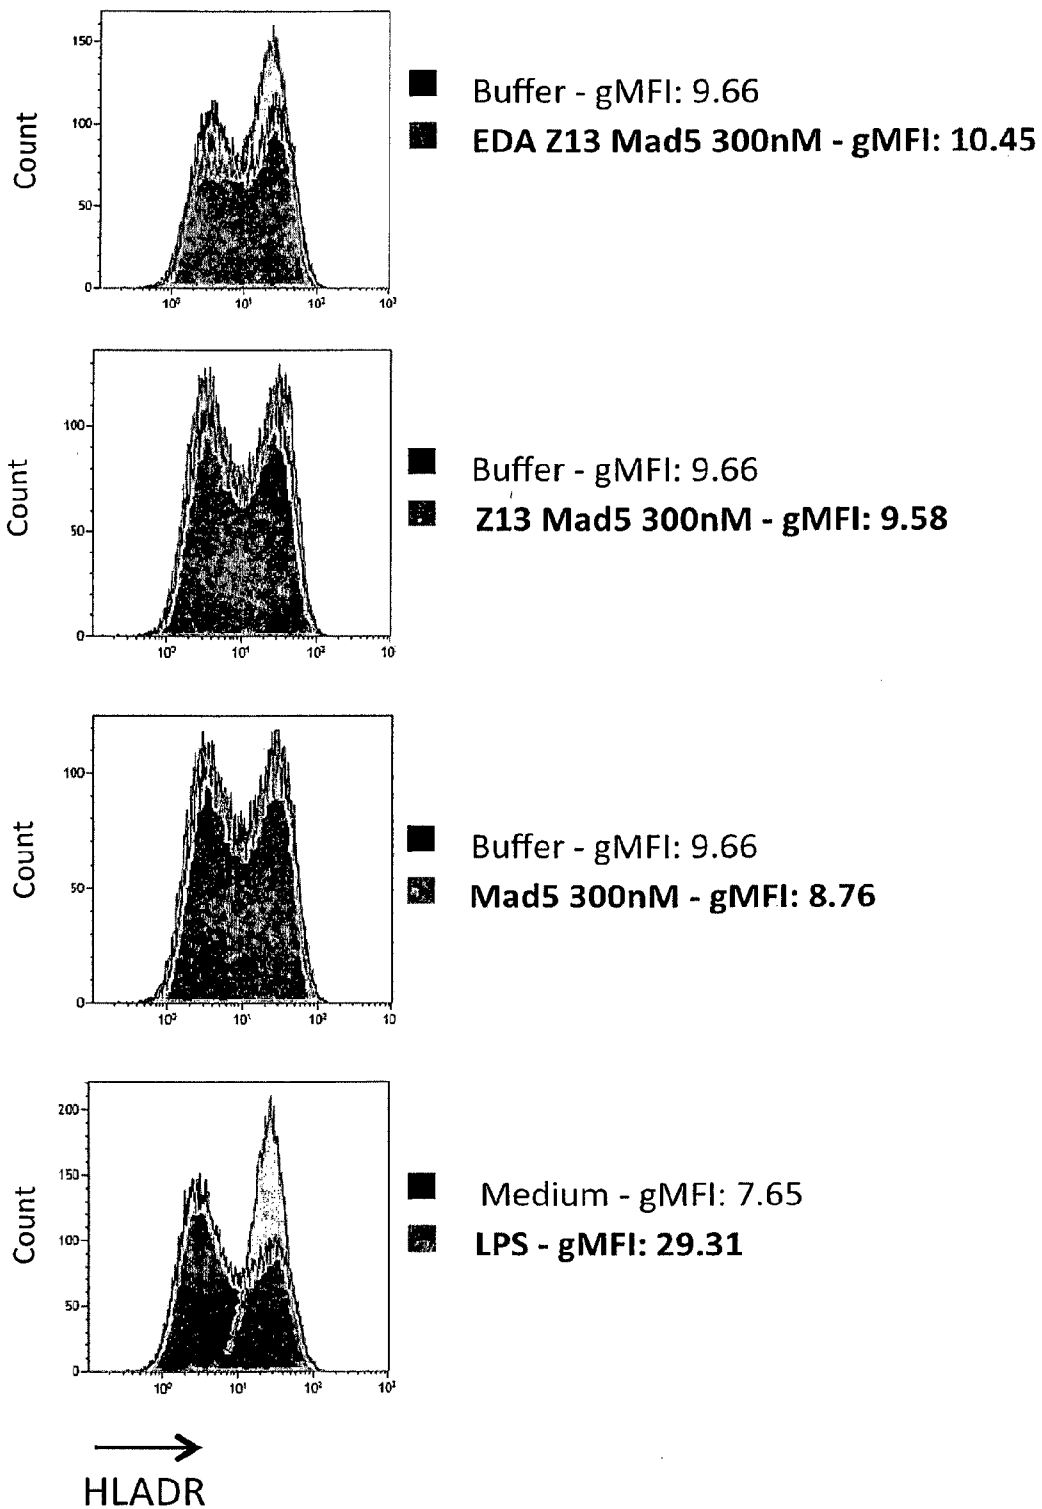 150
100
50
0
Count
10⁰ 10¹ 10² 10³
Buffer - gMFI: 9.66
EDA Z13 Mad5 300nM - gMFI: 10.45
100
50
0
Count
10⁰ 10¹ 10² 10
Buffer - gMFI: 9.66
Z13 Mad5 300nM - gMFI: 9.58
100
50
0
Count
10⁰ 10¹ 10² 10
Buffer - gMFI: 9.66
Mad5 300nM - gMFI: 8.76
200
150
100
50
0
Count
10⁰ 10¹ 10² 10³
Medium - gMFI: 7.65
LPS - gMFI: 29.31
HLADR